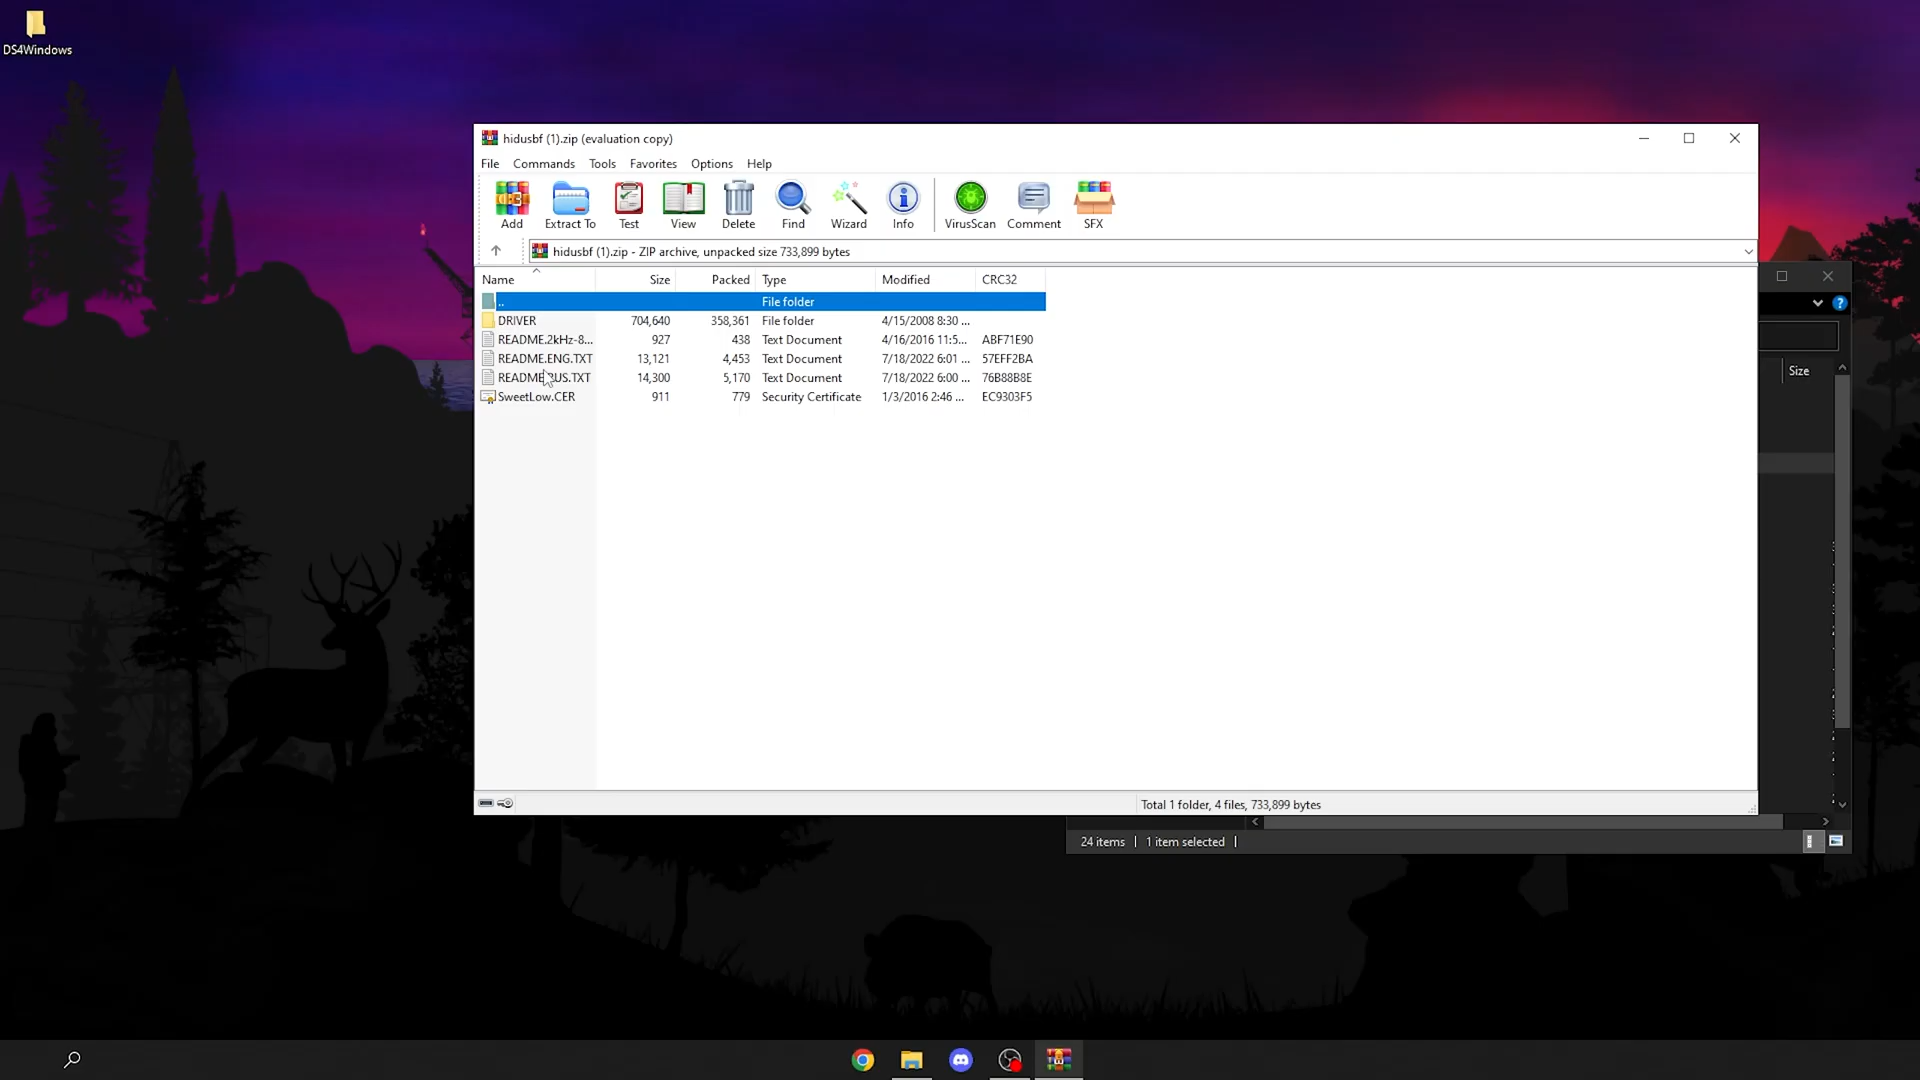 DS4Windows
hidusbf (1).zip (evaluation copy)
File Commands Tools Favorites Options Help
Add Extract To Test View Delete Find Wizard Info VirusScan Comment SFX
hidusbf (1).zip - ZIP archive, unpacked size 733,899 bytes
Name Size Packed Type Modified CRC32
.. File folder
DRIVER 704,640 358,361 File folder 4/15/2008 8:30 ...
README.2kHz-8... 927 438 Text Document 4/16/2016 11:5... ABF71E90
README.ENG.TXT 13,121 4,453 Text Document 7/18/2022 6:01 ... 57EFF2BA
README.RUS.TXT 14,300 5,170 Text Document 7/18/2022 6:00 ... 76B88B8E
SweetLow.CER 911 779 Security Certificate 1/3/2016 2:46 ... EC9303F5
Size
Total 1 folder, 4 files, 733,899 bytes
24 items | 1 item selected |